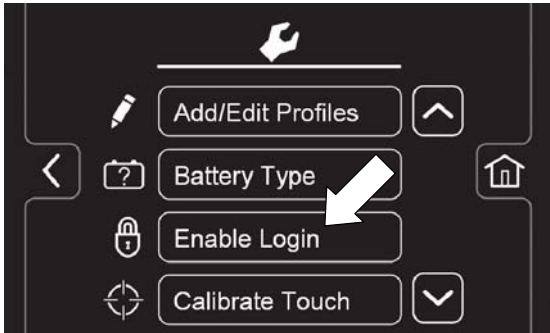 Add/Edit Profiles
Battery Type
Enable Login
Calibrate Touch